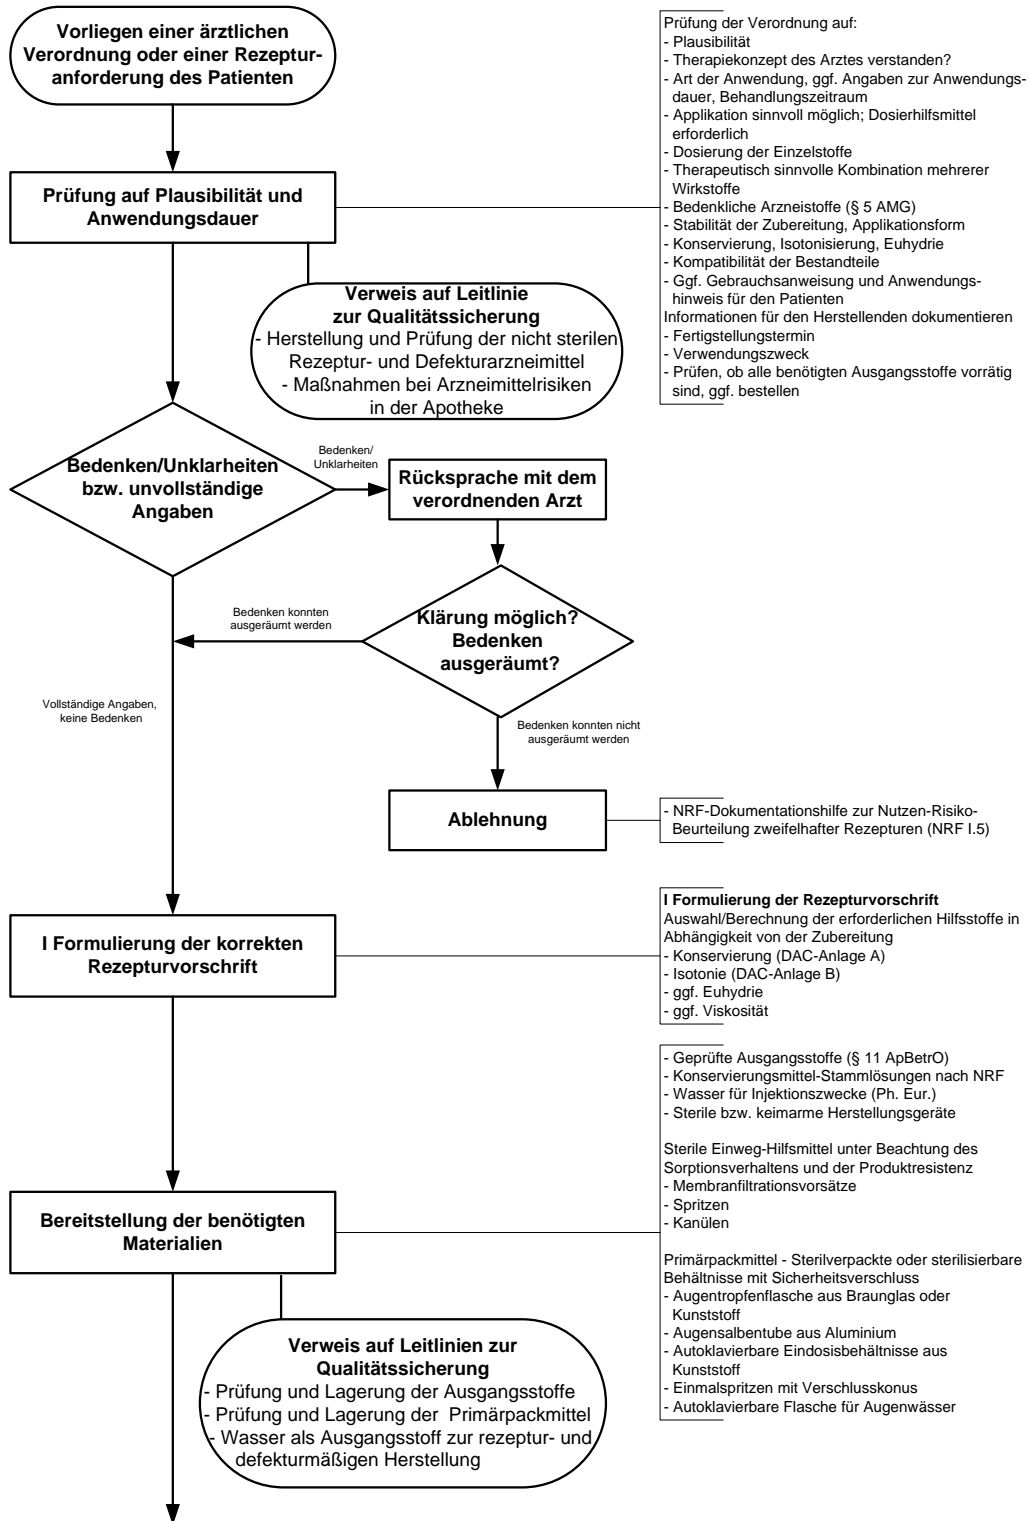 Vorliegen einer ärztlichen
Verordnung oder einer Rezeptur-
anforderung des Patienten
Prüfung der Verordnung auf:
- Plausibilität
- Therapiekonzept des Arztes verstanden?
- Art der Anwendung, ggf. Angaben zur Anwendungs-
dauer, Behandlungszeitraum
- Applikation sinnvoll möglich; Dosierhilfsmittel
erforderlich
- Dosierung der Einzelstoffe
- Therapeutisch sinnvolle Kombination mehrerer
Wirkstoffe
- Bedenkliche Arzneistoffe (§ 5 AMG)
- Stabilität der Zubereitung, Applikationsform
- Konservierung, Isotonisierung, Euhydrie
- Kompatibilität der Bestandteile
- Ggf. Gebrauchsanweisung und Anwendungs-
hinweis für den Patienten
Informationen für den Herstellenden dokumentieren
- Fertigstellungstermin
- Verwendungszweck
- Prüfen, ob alle benötigten Ausgangsstoffe vorrätig
sind, ggf. bestellen
Prüfung auf Plausibilität und
Anwendungsdauer
Verweis auf Leitlinie
zur Qualitätssicherung
- Herstellung und Prüfung der nicht sterilen
Rezeptur- und Defekturarzneimittel
- Maßnahmen bei Arzneimittelrisiken
in der Apotheke
Bedenken/Unklarheiten
bzw. unvollständige
Angaben
Bedenken/
Unklarheiten
Rücksprache mit dem
verordnenden Arzt
Klärung möglich?
Bedenken
ausgeräumt?
Bedenken konnten
ausgeräumt werden
Vollständige Angaben,
keine Bedenken
Bedenken konnten nicht
ausgeräumt werden
Ablehnung
- NRF-Dokumentationshilfe zur Nutzen-Risiko-
Beurteilung zweifelhafter Rezepturen (NRF I.5)
I Formulierung der korrekten
Rezepturvorschrift
I Formulierung der Rezepturvorschrift
Auswahl/Berechnung der erforderlichen Hilfsstoffe in
Abhängigkeit von der Zubereitung
- Konservierung (DAC-Anlage A)
- Isotonie (DAC-Anlage B)
- ggf. Euhydrie
- ggf. Viskosität
Bereitstellung der benötigten
Materialien
- Geprüfte Ausgangsstoffe (§ 11 ApBetrO)
- Konservierungsmittel-Stammlösungen nach NRF
- Wasser für Injektionszwecke (Ph. Eur.)
- Sterile bzw. keimarme Herstellungsgeräte
Sterile Einweg-Hilfsmittel unter Beachtung des
Sorptionsverhaltens und der Produktresistenz
- Membranfiltrationsvorsätze
- Spritzen
- Kanülen
Primärpackmittel - Sterilverpackte oder sterilisierbare
Behältnisse mit Sicherheitsverschluss
- Augentropfenflasche aus Braunglas oder
Kunststoff
- Augensalbentube aus Aluminium
- Autoklavierbare Eindosisbehältnisse aus
Kunststoff
- Einmalspritzen mit Verschlusskonus
- Autoklavierbare Flasche für Augenwässer
Verweis auf Leitlinien zur
Qualitätssicherung
- Prüfung und Lagerung der Ausgangsstoffe
- Prüfung und Lagerung der Primärpackmittel
- Wasser als Ausgangsstoff zur rezeptur- und
defekturmäßigen Herstellung